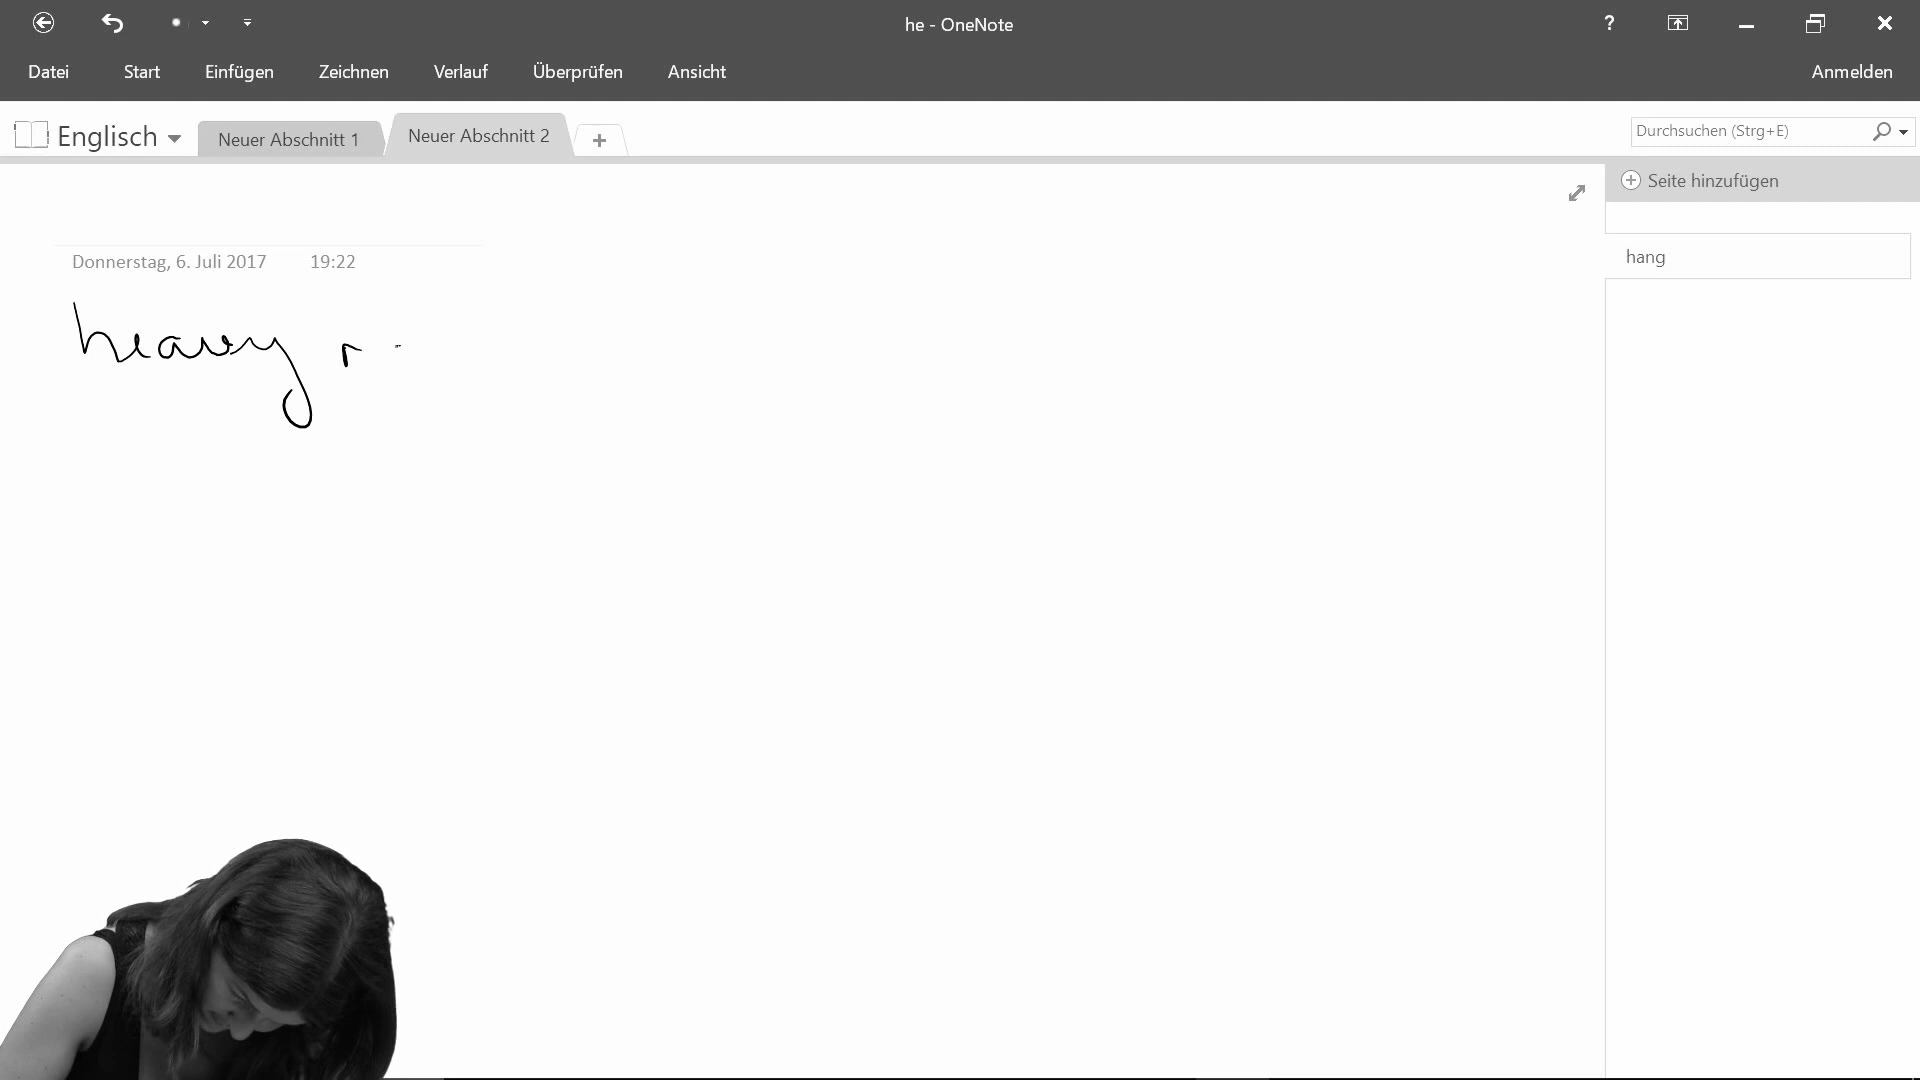 he - OneNote
?
Datei Start Einfügen Zeichnen Verlauf Überprüfen Ansicht Anmelden
Englisch Neuer Abschnitt 1 Neuer Abschnitt 2 + Durchsuchen (Strg+E)
Seite hinzufügen
Donnerstag, 6. Juli 2017 19:22
hang
heavy r